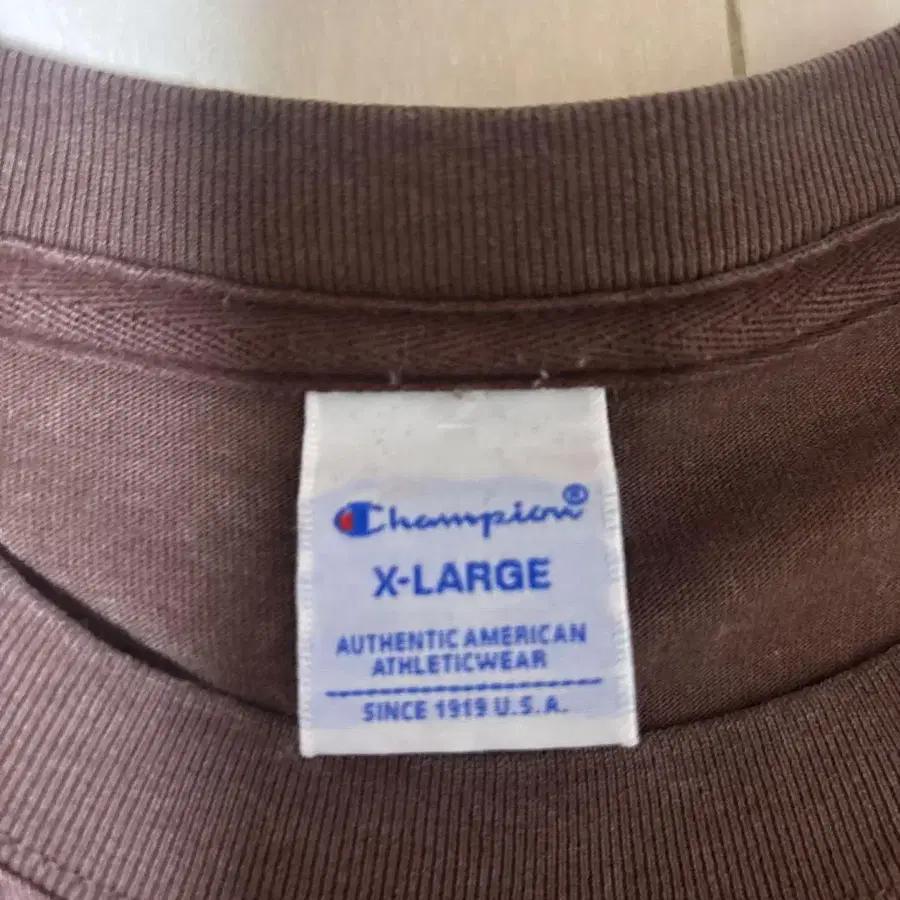 Champion®
X-LARGE
AUTHENTIC AMERICAN
ATHLETICWEAR
SINCE 1919 U.S.A.